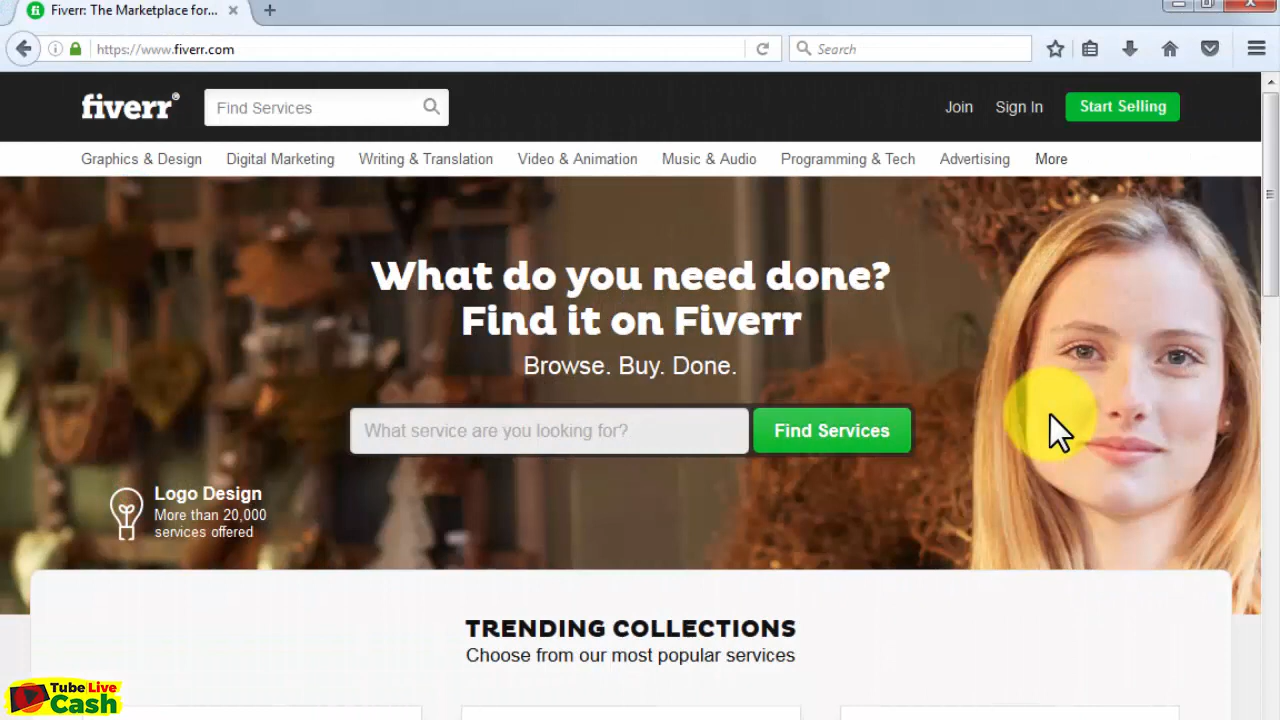 Fiverr: The Marketplace for...
https://www.fiverr.com
Search
fiverr®
Find Services
Join
Sign In
Start Selling
Graphics & Design
Digital Marketing
Writing & Translation
Video & Animation
Music & Audio
Programming & Tech
Advertising
More
What do you need done?
Find it on Fiverr
Browse. Buy. Done.
What service are you looking for?
Find Services
Logo Design
More than 20,000
services offered
TRENDING COLLECTIONS
Choose from our most popular services
Tube Live
Cash